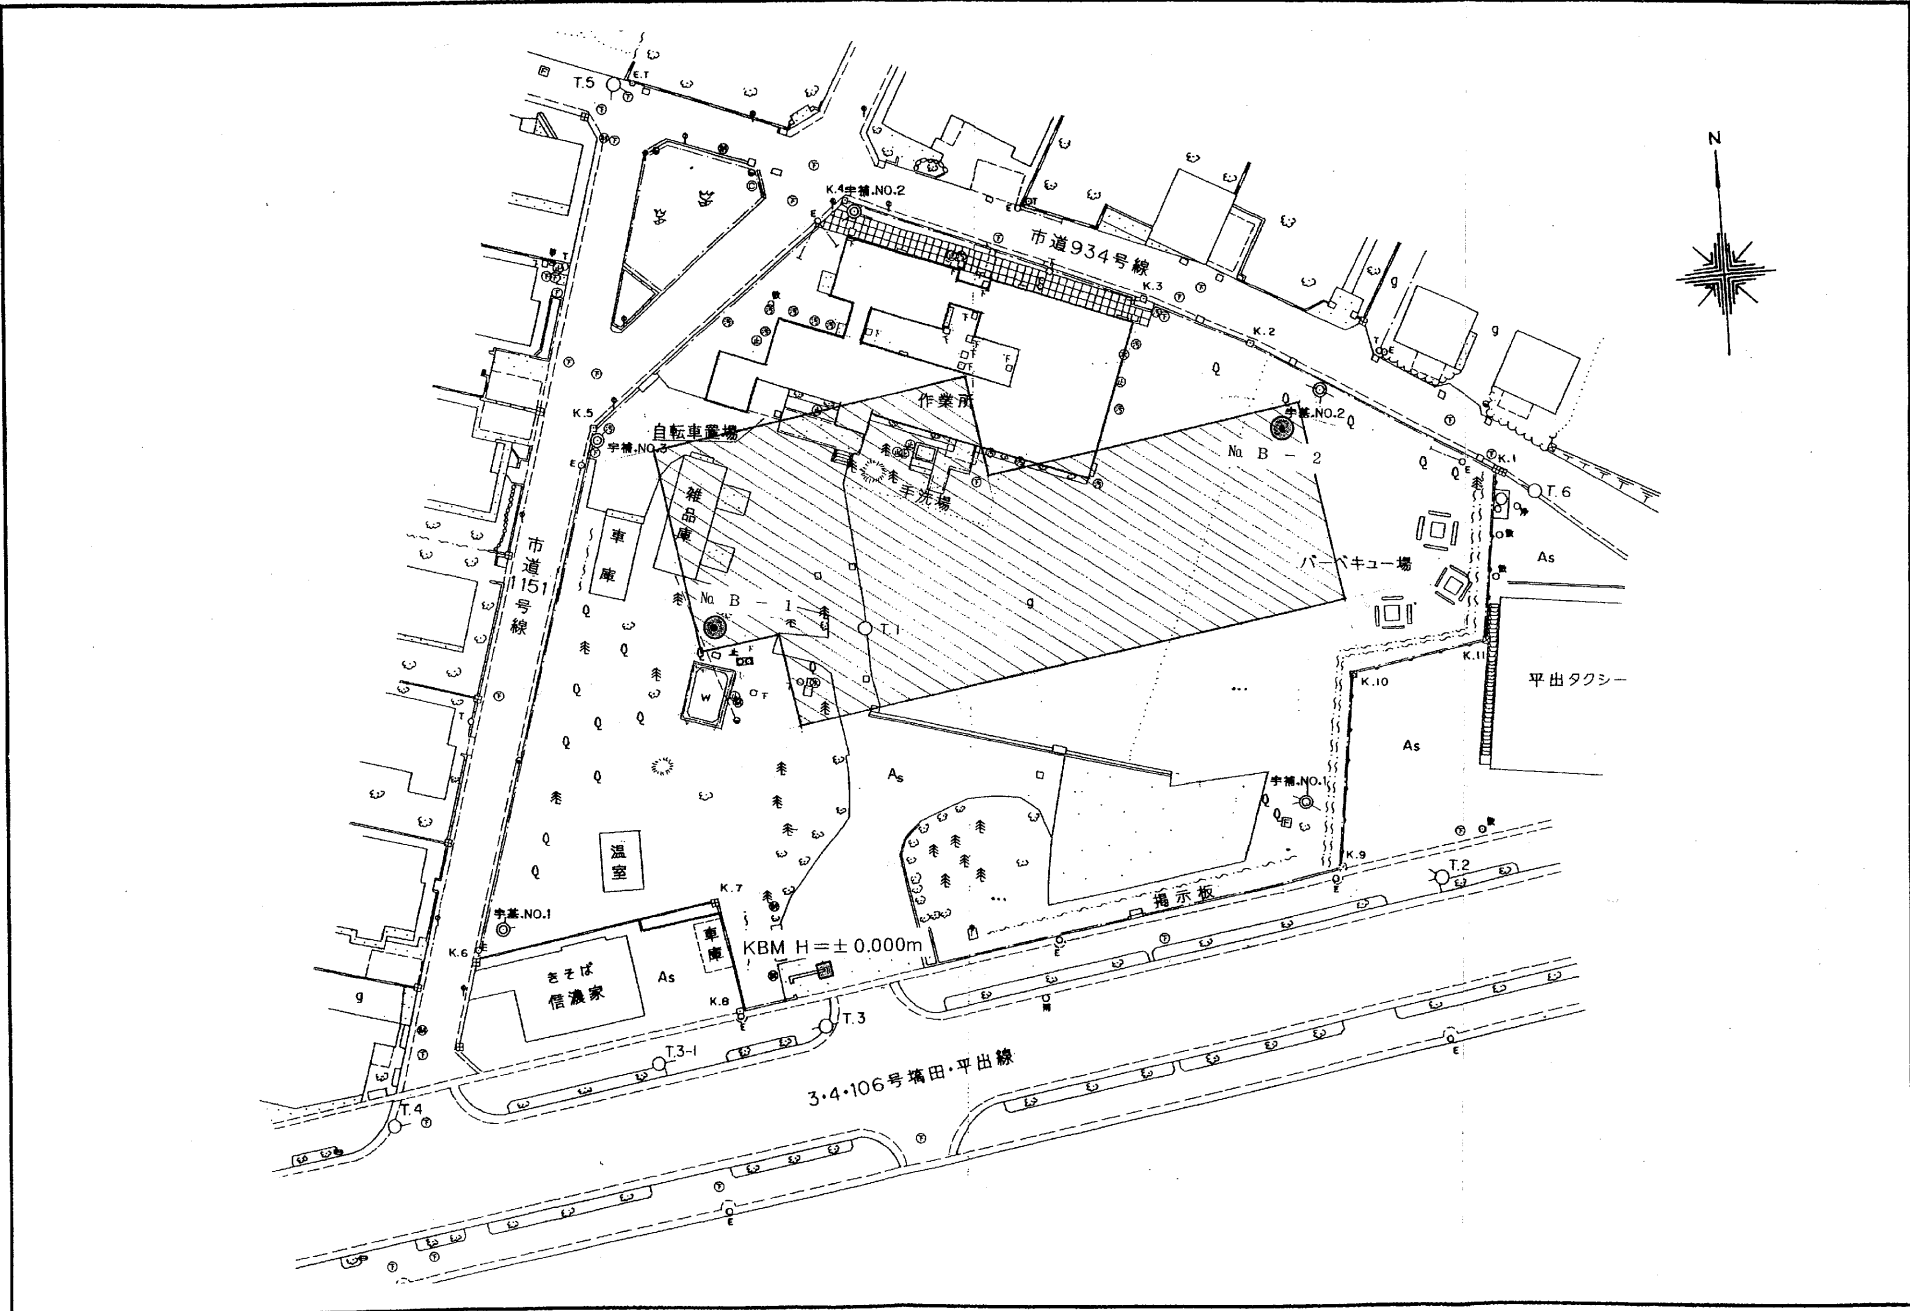 T.5
E.T
N
K.4
宇補.NO.2
E
市道934号線
K.3
K.2
K.5
宇補.NO.3
E
自転車置場
作業所
宇基.NO.2
No B - 2
K.1
E
T.6
手洗場
雑品庫
車庫
市道1151号線
バーベキュー場
As
g
No B - 1
T.1
W
K.11
K.10
平出タクシー
As
As
宇補.NO.1
温室
K.9
T.2
掲示板
K.7
宇基.NO.1
車庫
KBM H=±0.000m
K.6
E
きそば
信濃家
As
K.8
g
T.3
T.3-1
3・4・106号塙田・平出線
T.4
E
E